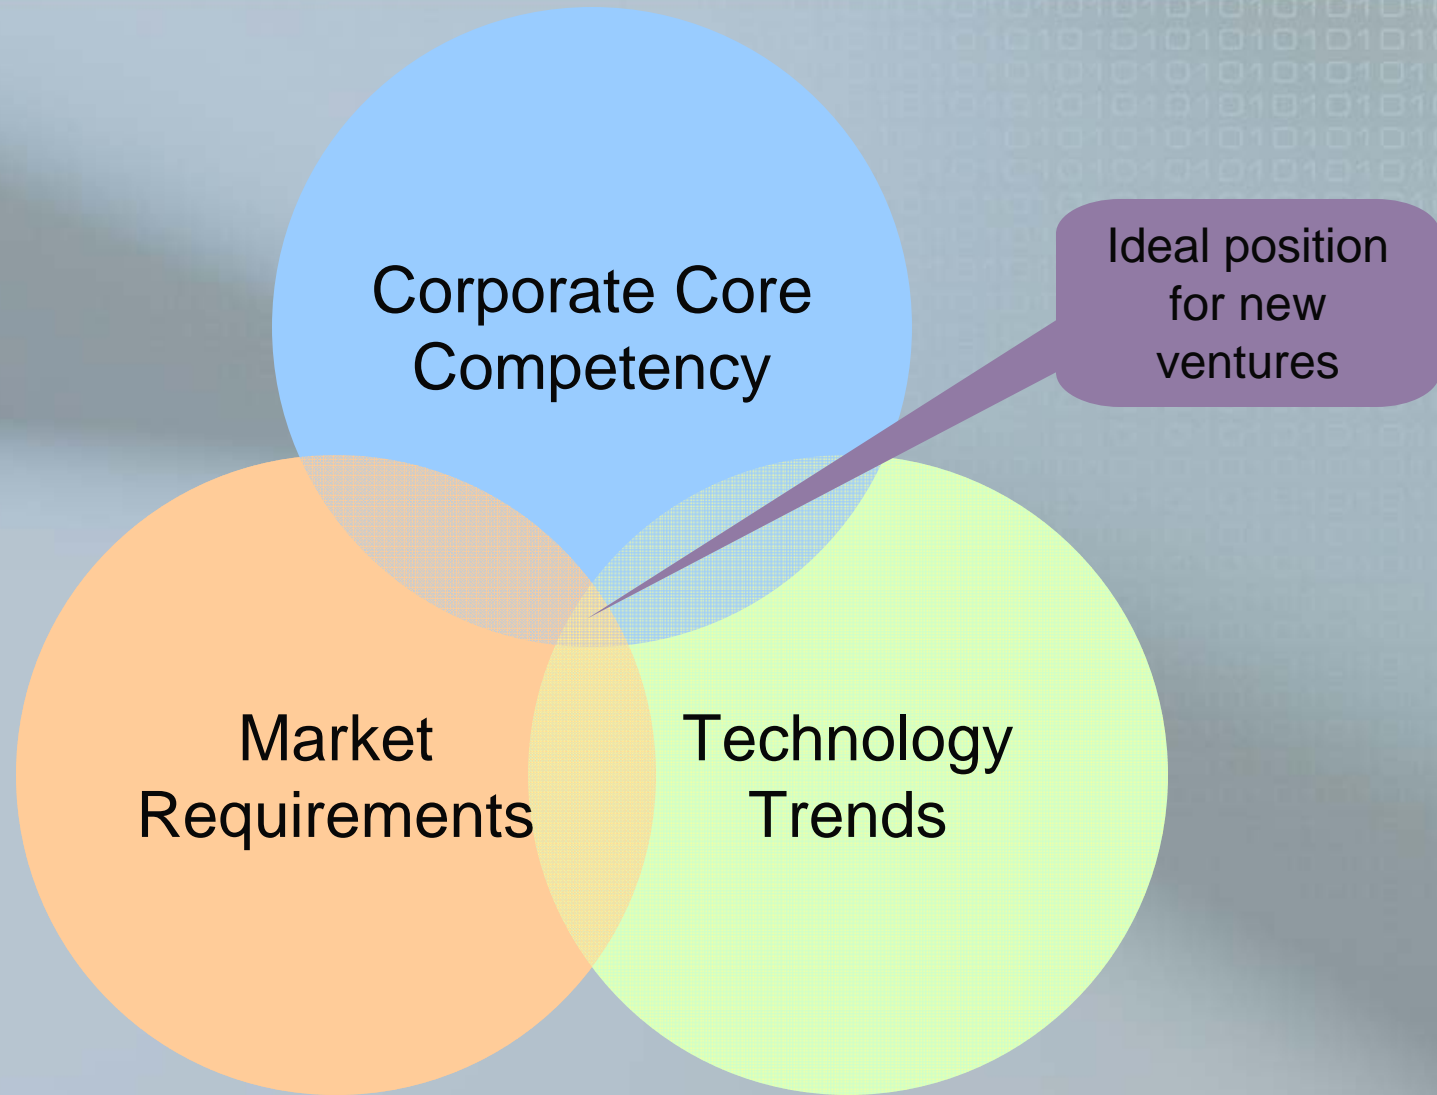 Corporate Core
Competency
Ideal position
for new
ventures
Market
Requirements
Technology
Trends